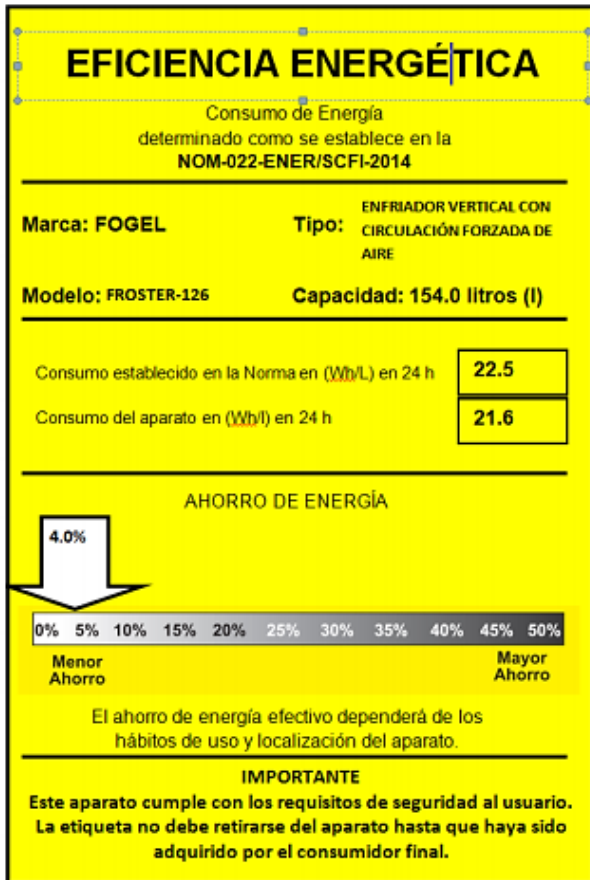 EFICIENCIA ENERGÉTICA
Consumo de Energía
determinado como se establece en la
NOM-022-ENER/SCFI-2014
Marca: FOGEL
Tipo: ENFRIADOR VERTICAL CON
CIRCULACIÓN FORZADA DE
AIRE
Modelo: FROSTER-126
Capacidad: 154.0 litros (l)
Consumo establecido en la Norma en (Wh/L) en 24 h 22.5
Consumo del aparato en (Wh/l) en 24 h 21.6
AHORRO DE ENERGÍA
4.0%
0% 5% 10% 15% 20% 25% 30% 35% 40% 45% 50%
Menor
Ahorro
Mayor
Ahorro
El ahorro de energía efectivo dependerá de los
hábitos de uso y localización del aparato.
IMPORTANTE
Este aparato cumple con los requisitos de seguridad al usuario.
La etiqueta no debe retirarse del aparato hasta que haya sido
adquirido por el consumidor final.